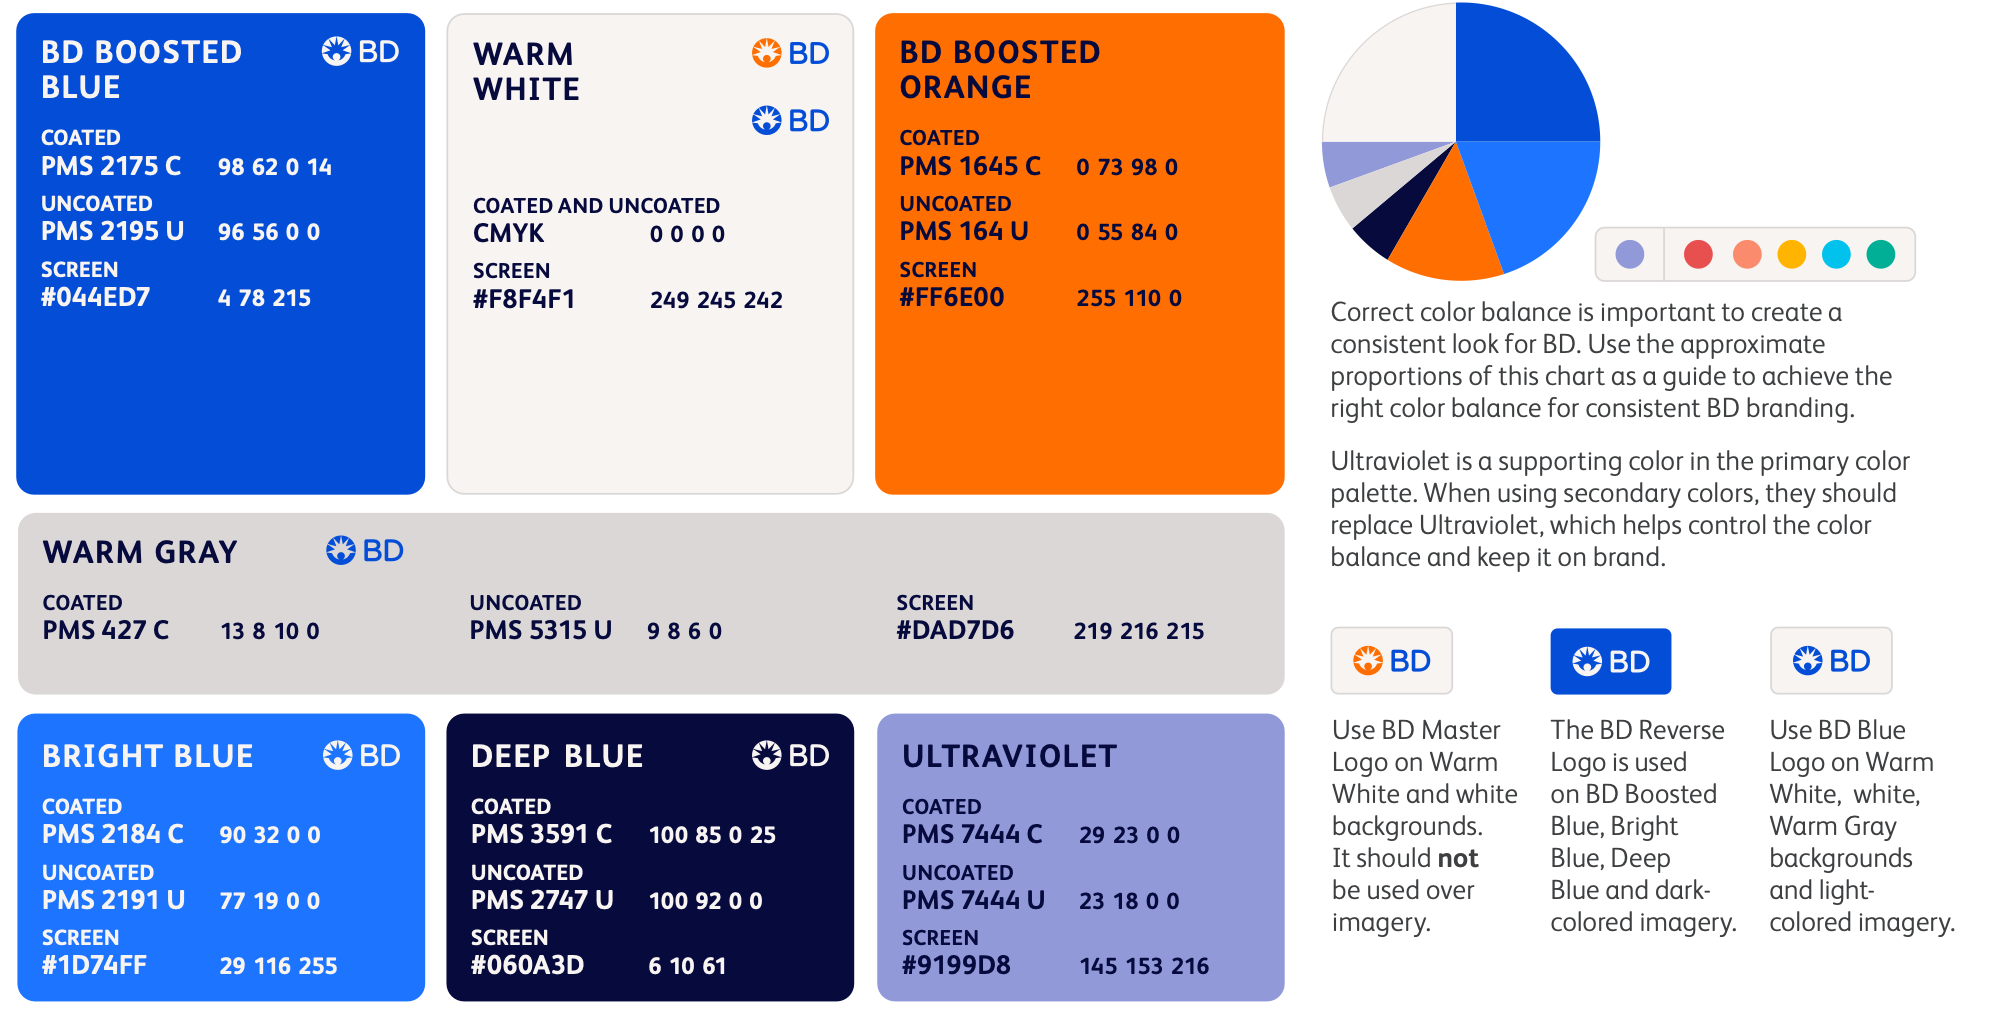 BD BOOSTED
BLUE
BD
COATED
PMS 2175 C 98 62 0 14
UNCOATED
PMS 2195 U 96 56 0 0
SCREEN
#044ED7 4 78 215
WARM
WHITE
BD
BD
COATED AND UNCOATED
CMYK 0 0 0 0
SCREEN
#F8F4F1 249 245 242
BD BOOSTED
ORANGE
COATED
PMS 1645 C 0 73 98 0
UNCOATED
PMS 164 U 0 55 84 0
SCREEN
#FF6E00 255 110 0
WARM GRAY
BD
COATED
PMS 427 C 13 8 10 0
UNCOATED
PMS 5315 U 9 8 6 0
SCREEN
#DAD7D6 219 216 215
BRIGHT BLUE
BD
COATED
PMS 2184 C 90 32 0 0
UNCOATED
PMS 2191 U 77 19 0 0
SCREEN
#1D74FF 29 116 255
DEEP BLUE
BD
COATED
PMS 3591 C 100 85 0 25
UNCOATED
PMS 2747 U 100 92 0 0
SCREEN
#060A3D 6 10 61
ULTRAVIOLET
COATED
PMS 7444 C 29 23 0 0
UNCOATED
PMS 7444 U 23 18 0 0
SCREEN
#9199D8 145 153 216
Correct color balance is important to create a
consistent look for BD. Use the approximate
proportions of this chart as a guide to achieve the
right color balance for consistent BD branding.
Ultraviolet is a supporting color in the primary color
palette. When using secondary colors, they should
replace Ultraviolet, which helps control the color
balance and keep it on brand.
BD
Use BD Master
Logo on Warm
White and white
backgrounds.
It should not
be used over
imagery.
BD
The BD Reverse
Logo is used
on BD Boosted
Blue, Bright
Blue, Deep
Blue and dark-
colored imagery.
BD
Use BD Blue
Logo on Warm
White, white,
Warm Gray
backgrounds
and light-
colored imagery.